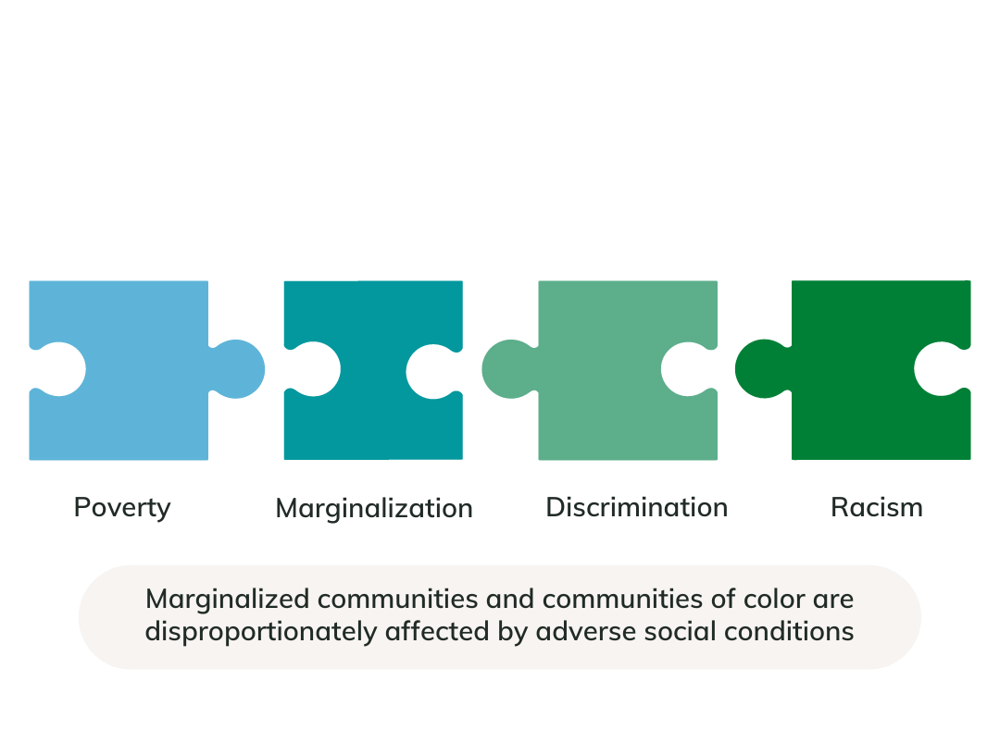 Poverty
Marginalization
Discrimination
Racism
Marginalized communities and communities of color are
disproportionately affected by adverse social conditions